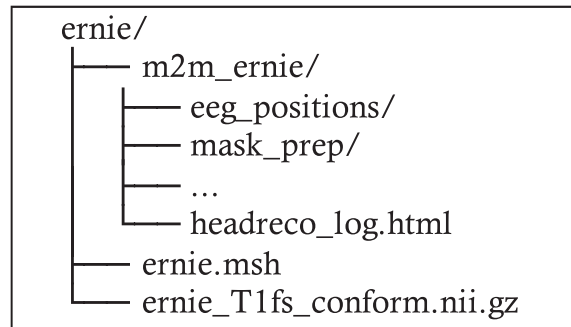 ernie/
m2m_ernie/
eeg_positions/
mask_prep/
...
headreco_log.html
ernie.msh
ernie_T1fs_conform.nii.gz